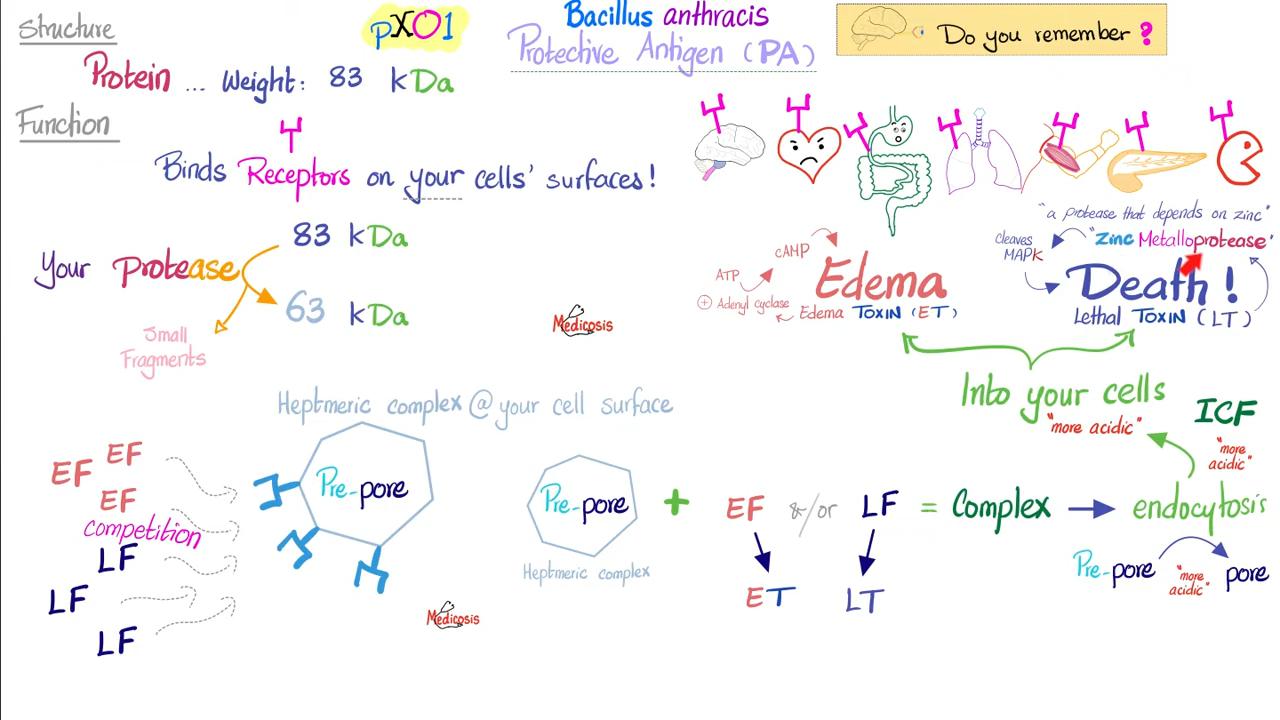 Structure
pXO1
Bacillus anthracis
Protective Antigen (PA)
Do you remember ?
Protein ... Weight: 83 kDa
Function
Binds Receptors on your cells' surfaces!
83 kDa
Your protease
63 kDa
Small
Fragments
Medicosis
"a protease that depends on zinc"
"Zinc Metalloprotease"
cleaves
MAPK
cAMP
ATP
+ Adenyl cyclase
Edema
Edema TOXIN (ET)
Death!
Lethal TOXIN (LT)
Into your cells
"more acidic"
ICF
"more
acidic"
Heptmeric complex @ your cell surface
EF EF
EF
competition
LF
LF
LF
Pre-pore
Pre-pore + EF &/or LF = Complex endocytosis
Heptmeric complex
ET LT
Pre-pore "more
acidic" pore
Medicosis